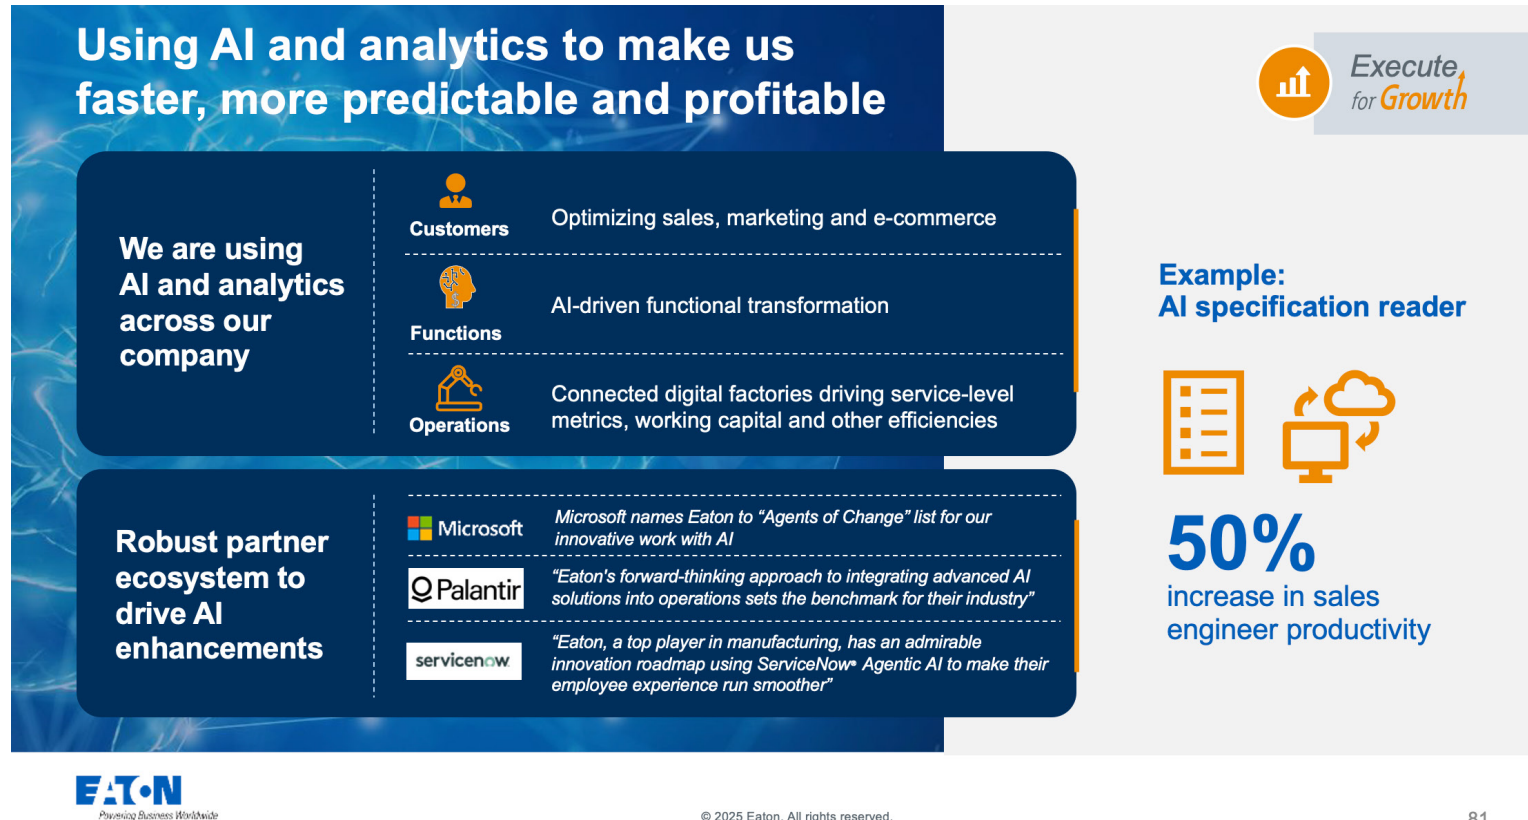 Using AI and analytics to make us
faster, more predictable and profitable
Execute
for Growth
We are using
AI and analytics
across our
company
Customers
Optimizing sales, marketing and e-commerce
Functions
AI-driven functional transformation
Operations
Connected digital factories driving service-level
metrics, working capital and other efficiencies
Robust partner
ecosystem to
drive AI
enhancements
Microsoft
Microsoft names Eaton to “Agents of Change” list for our
innovative work with AI
Palantir
“Eaton's forward-thinking approach to integrating advanced AI
solutions into operations sets the benchmark for their industry”
servicenow.
“Eaton, a top player in manufacturing, has an admirable
innovation roadmap using ServiceNow® Agentic AI to make their
employee experience run smoother”
Example:
AI specification reader
50%
increase in sales
engineer productivity
EATON
Powering Business Worldwide
© 2025 Eaton. All rights reserved.
81